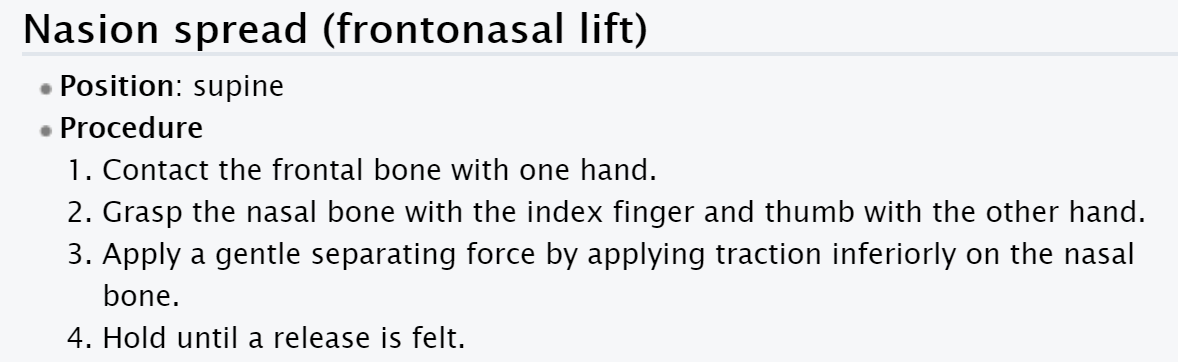 Nasion spread (frontonasal lift)
Position: supine
Procedure
1. Contact the frontal bone with one hand.
2. Grasp the nasal bone with the index finger and thumb with the other hand.
3. Apply a gentle separating force by applying traction inferiorly on the nasal
bone.
4. Hold until a release is felt.